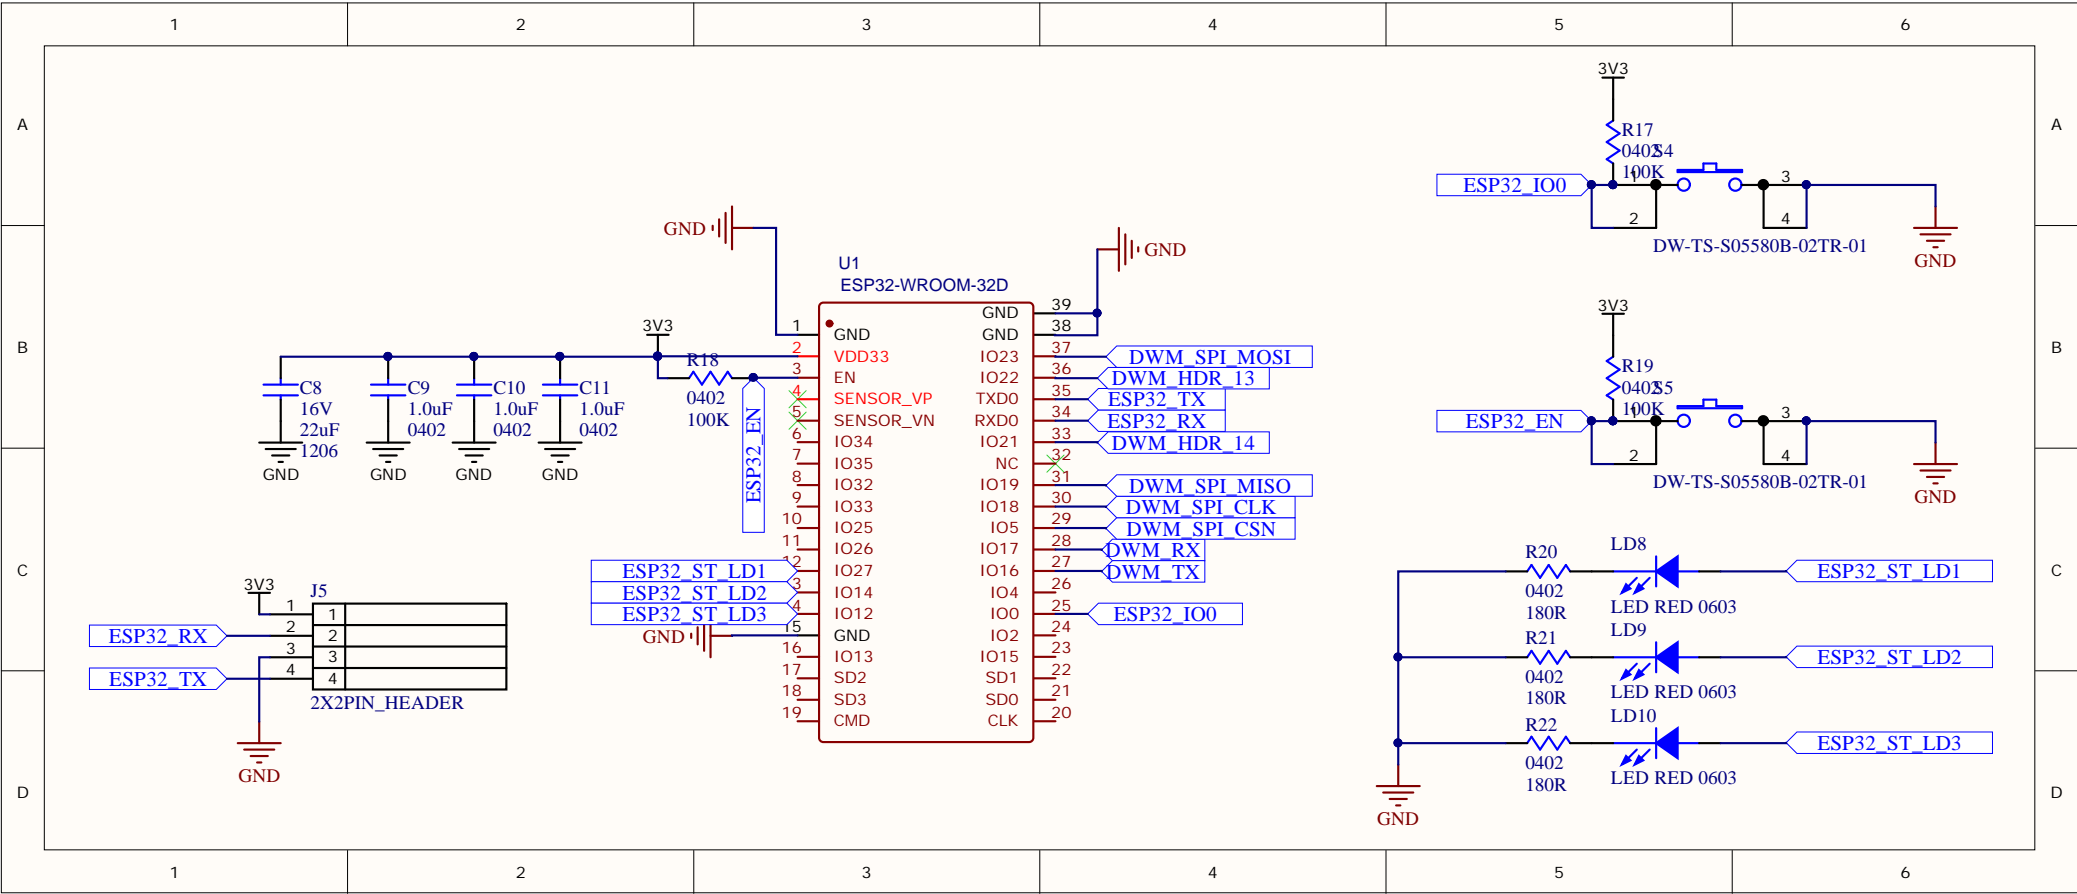 1 2 3 4 5 6
A A
B B
C C
D D
1 2 3 4 5 6
3V3
R17
0402
100K
S4
ESP32_IO0
1
2
3
4
DW-TS-S05580B-02TR-01
GND
3V3
R19
0402
100K
S5
ESP32_EN
1
2
3
4
DW-TS-S05580B-02TR-01
GND
GND
GND
U1
ESP32-WROOM-32D
1 GND
2 VDD33
3 EN
4 SENSOR_VP
5 SENSOR_VN
6 IO34
7 IO35
8 IO32
9 IO33
10 IO25
11 IO26
12 IO27
13 IO14
14 IO12
15 GND
16 IO13
17 SD2
18 SD3
19 CMD
GND 39
GND 38
IO23 37 DWM_SPI_MOSI
IO22 36 DWM_HDR_13
TXD0 35 ESP32_TX
RXD0 34 ESP32_RX
IO21 33 DWM_HDR_14
NC 32
IO19 31 DWM_SPI_MISO
IO18 30 DWM_SPI_CLK
IO5 29 DWM_SPI_CSN
IO17 28 DWM_RX
IO16 27 DWM_TX
IO4 26
IO0 25 ESP32_IO0
IO2 24
IO15 23
SD1 22
SD0 21
CLK 20
3V3
R18
0402
100K
ESP32_EN
C8
16V
22uF
1206
GND
C9
1.0uF
0402
GND
C10
1.0uF
0402
GND
C11
1.0uF
0402
GND
ESP32_ST_LD1
ESP32_ST_LD2
ESP32_ST_LD3
GND
3V3
J5
1 1
ESP32_RX 2 2
3 3
ESP32_TX 4 4
2X2PIN_HEADER
GND
R20
0402
180R
LD8
LED RED 0603
ESP32_ST_LD1
R21
0402
180R
LD9
LED RED 0603
ESP32_ST_LD2
R22
0402
180R
LD10
LED RED 0603
ESP32_ST_LD3
GND